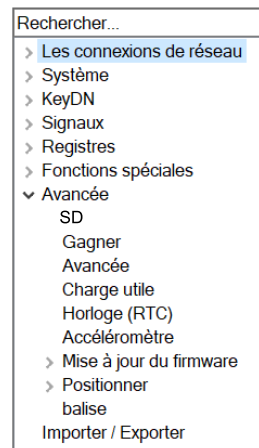 Rechercher...
Les connexions de réseau
Système
KeyDN
Signaux
Registres
Fonctions spéciales
Avancée
SD
Gagner
Avancée
Charge utile
Horloge (RTC)
Accéléromètre
Mise à jour du firmware
Positionner
balise
Importer / Exporter